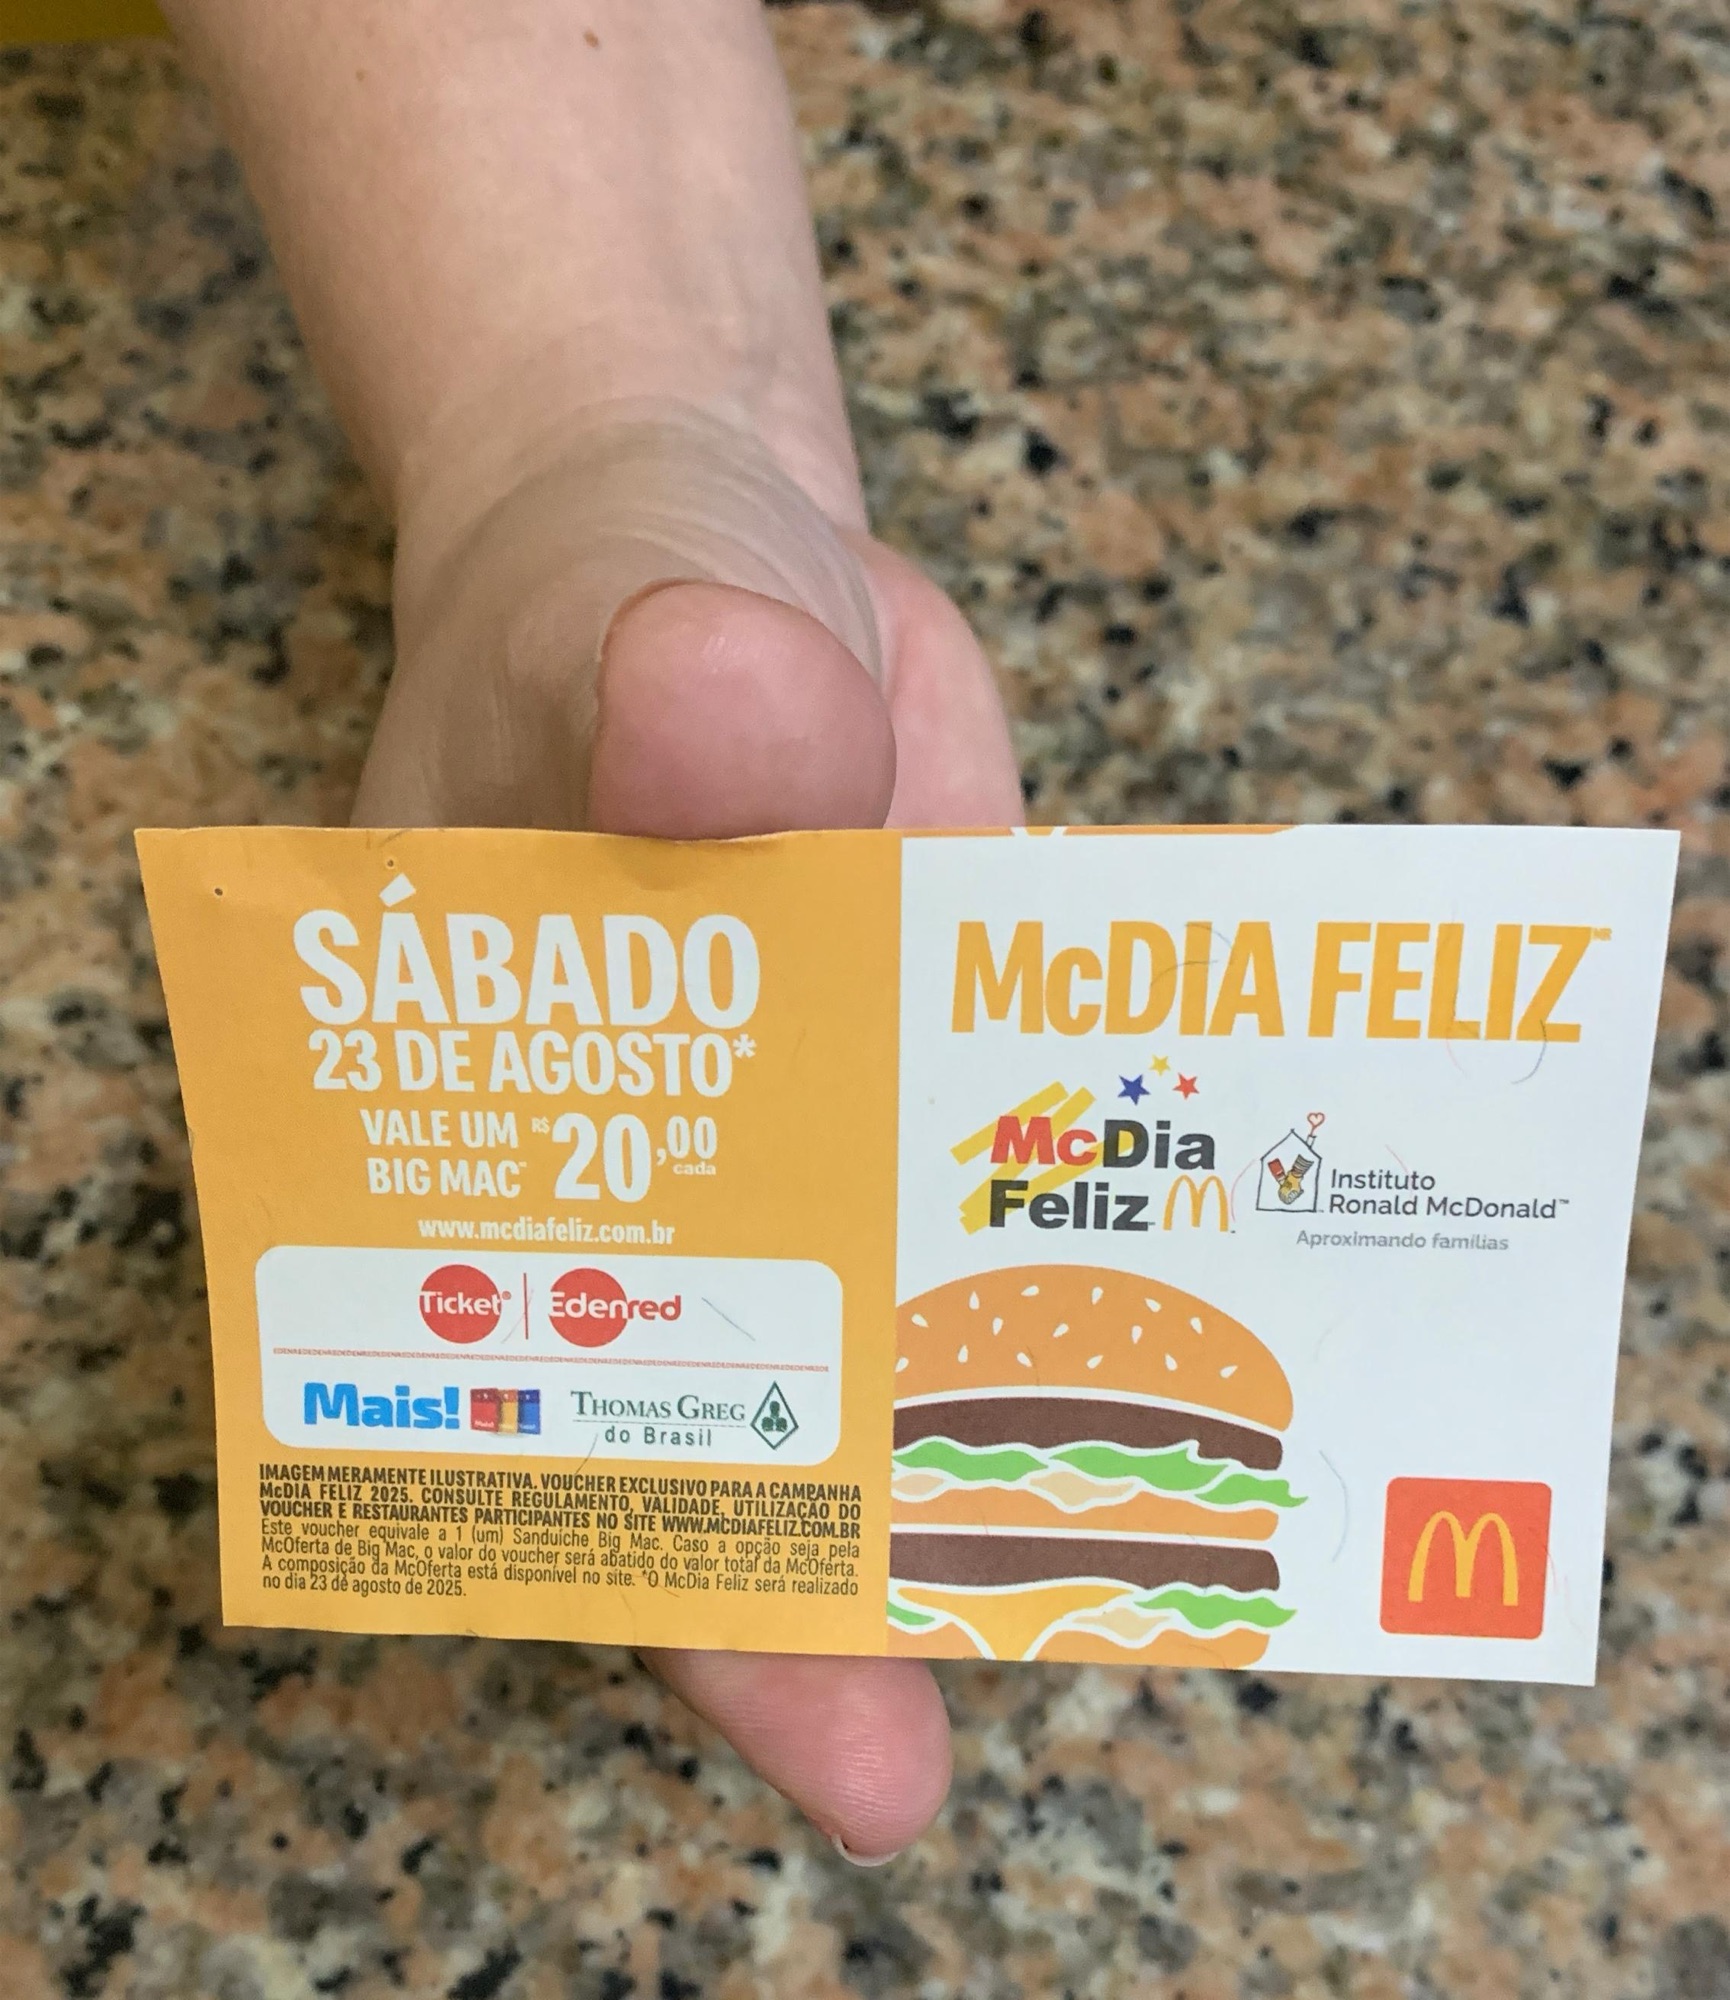 SÁBADO
23 DE AGOSTO*
VALE UM
BIG MAC™
R$ 20,00
cada
www.mcdiafeliz.com.br
Ticket® | Edenred
Mais!
THOMAS GREG
do Brasil
IMAGEM MERAMENTE ILUSTRATIVA. VOUCHER EXCLUSIVO PARA A CAMPANHA
McDIA FELIZ 2025. CONSULTE REGULAMENTO, VALIDADE, UTILIZAÇÃO DO
VOUCHER E RESTAURANTES PARTICIPANTES NO SITE WWW.MCDIAFELIZ.COM.BR
Este voucher equivale a 1 (um) Sanduíche Big Mac. Caso a opção seja pela
McOferta de Big Mac, o valor do voucher será abatido do valor total da McOferta.
A composição da McOferta está disponível no site. *O McDia Feliz será realizado
no dia 23 de agosto de 2025.
McDIA FELIZ MR
McDia
Feliz
Instituto
Ronald McDonald™
Aproximando famílias